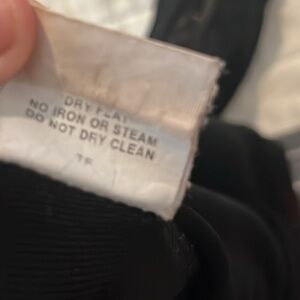 DRY FLAT
NO IRON OR STEAM
DO NOT DRY CLEAN